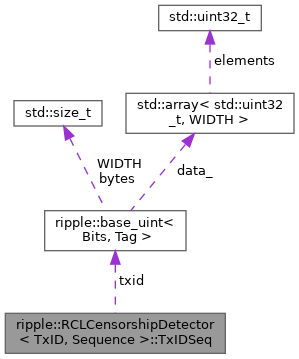 std::uint32_t
elements
std::size_t
std::array< std::uint32
_t, WIDTH >
WIDTH
bytes
data_
ripple::base_uint<
Bits, Tag >
txid
ripple::RCLCensorshipDetector
< TxID, Sequence >::TxIDSeq